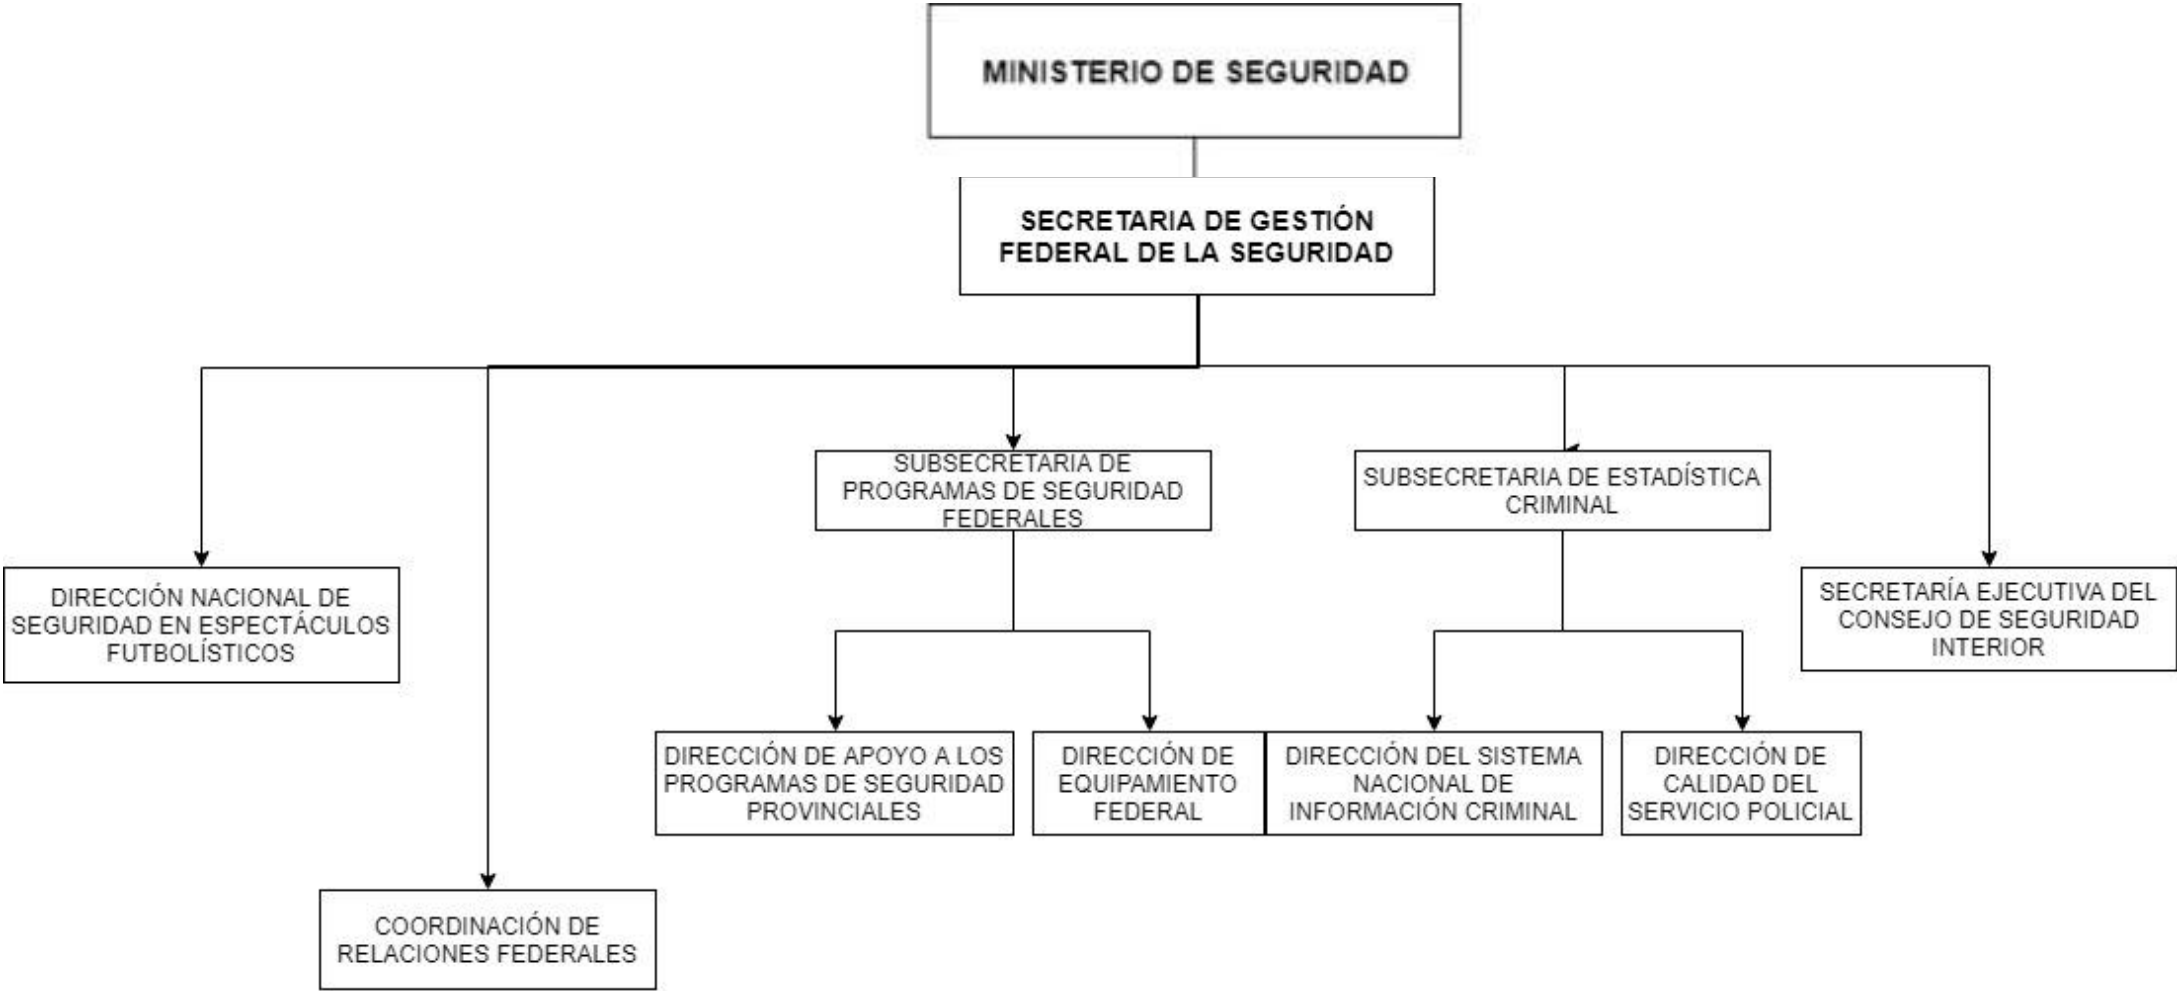 MINISTERIO DE SEGURIDAD
SECRETARIA DE GESTIÓN
FEDERAL DE LA SEGURIDAD
SUBSECRETARIA DE
PROGRAMAS DE SEGURIDAD
FEDERALES
SUBSECRETARIA DE ESTADÍSTICA
CRIMINAL
DIRECCIÓN NACIONAL DE
SEGURIDAD EN ESPECTÁCULOS
FUTBOLÍSTICOS
SECRETARÍA EJECUTIVA DEL
CONSEJO DE SEGURIDAD
INTERIOR
DIRECCIÓN DE APOYO A LOS
PROGRAMAS DE SEGURIDAD
PROVINCIALES
DIRECCIÓN DE
EQUIPAMIENTO
FEDERAL
DIRECCIÓN DEL SISTEMA
NACIONAL DE
INFORMACIÓN CRIMINAL
DIRECCIÓN DE
CALIDAD DEL
SERVICIO POLICIAL
COORDINACIÓN DE
RELACIONES FEDERALES